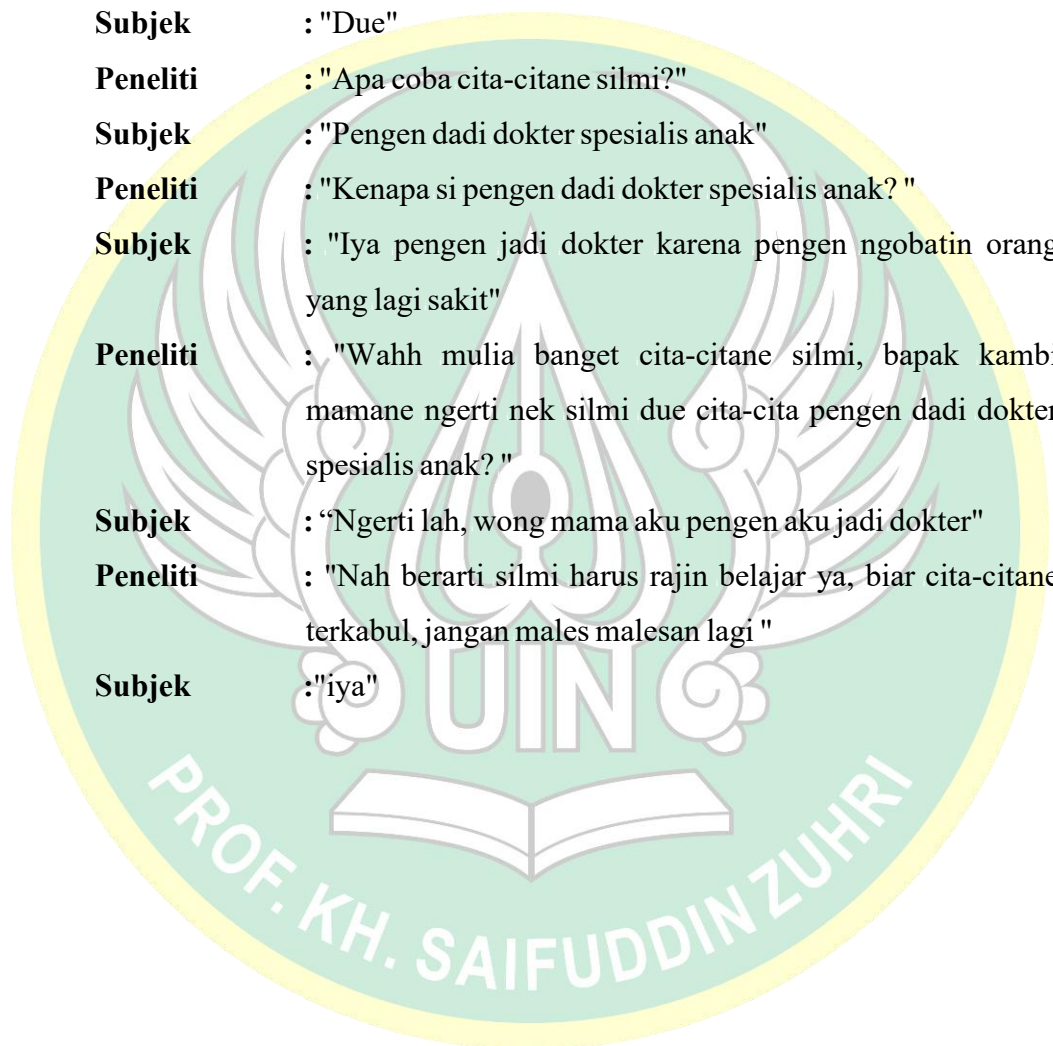 Subjek : "Due"
Peneliti : "Apa coba cita-citane silmi?"
Subjek : "Pengen dadi dokter spesialis anak"
Peneliti : "Kenapa si pengen dadi dokter spesialis anak? "
Subjek : "Iya pengen jadi dokter karena pengen ngobatin orang
yang lagi sakit"
Peneliti : "Wahh mulia banget cita-citane silmi, bapak kambi
mamane ngerti nek silmi due cita-cita pengen dadi dokter
spesialis anak? "
Subjek : “Ngerti lah, wong mama aku pengen aku jadi dokter"
Peneliti : "Nah berarti silmi harus rajin belajar ya, biar cita-citane
terkabul, jangan males malesan lagi "
Subjek :"iya"
UIN
PROF. KH. SAIFUDDIN ZUHRI